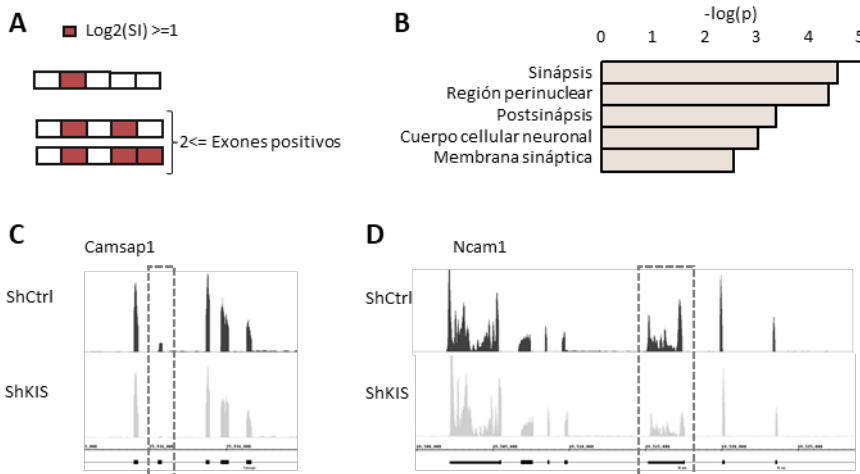 A
Log2(SI) >=1
2<= Exones positivos
B
-log(p)
0 1 2 3 4 5
Sinápsis
Región perinuclear
Postsinápsis
Cuerpo cellular neuronal
Membrana sináptica
C
Camsap1
ShCtrl
ShKIS
D
Ncam1
ShCtrl
ShKIS